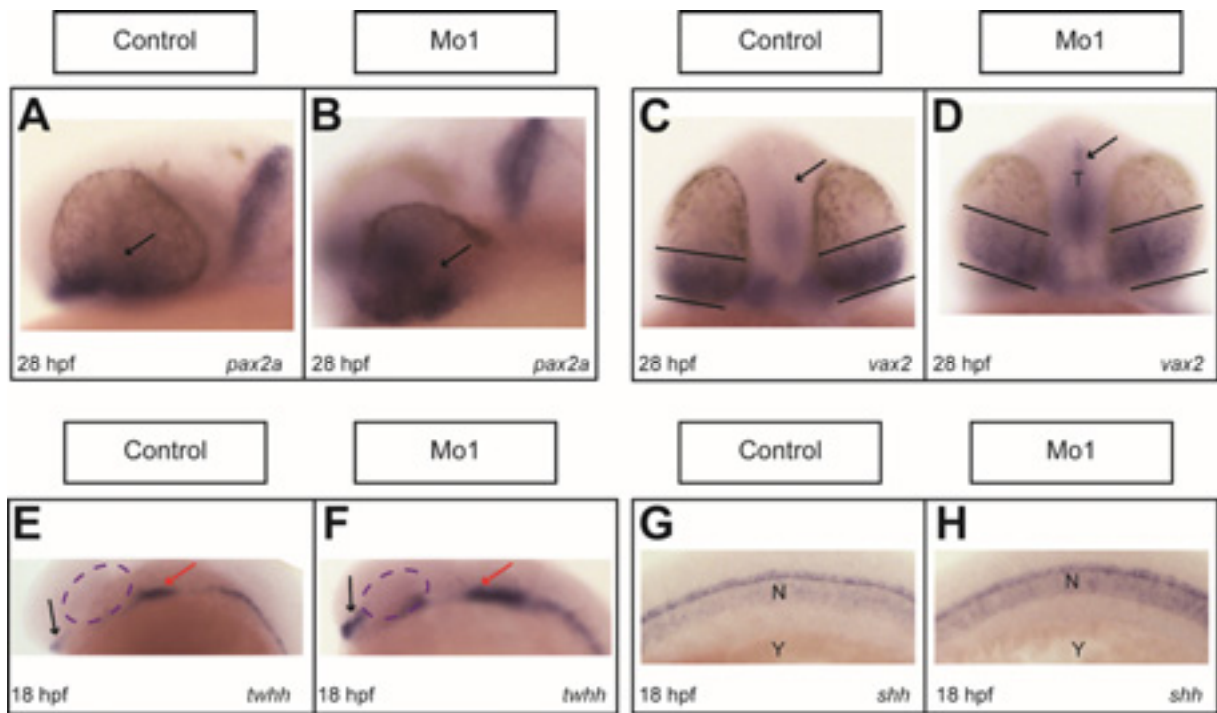 Control
Mo1
Control
Mo1
A
B
C
D
T
28 hpf
pax2a
28 hpf
pax2a
28 hpf
vax2
28 hpf
vax2
Control
Mo1
Control
Mo1
E
F
G
H
N
N
Y
Y
18 hpf
twhh
18 hpf
twhh
18 hpf
shh
18 hpf
shh